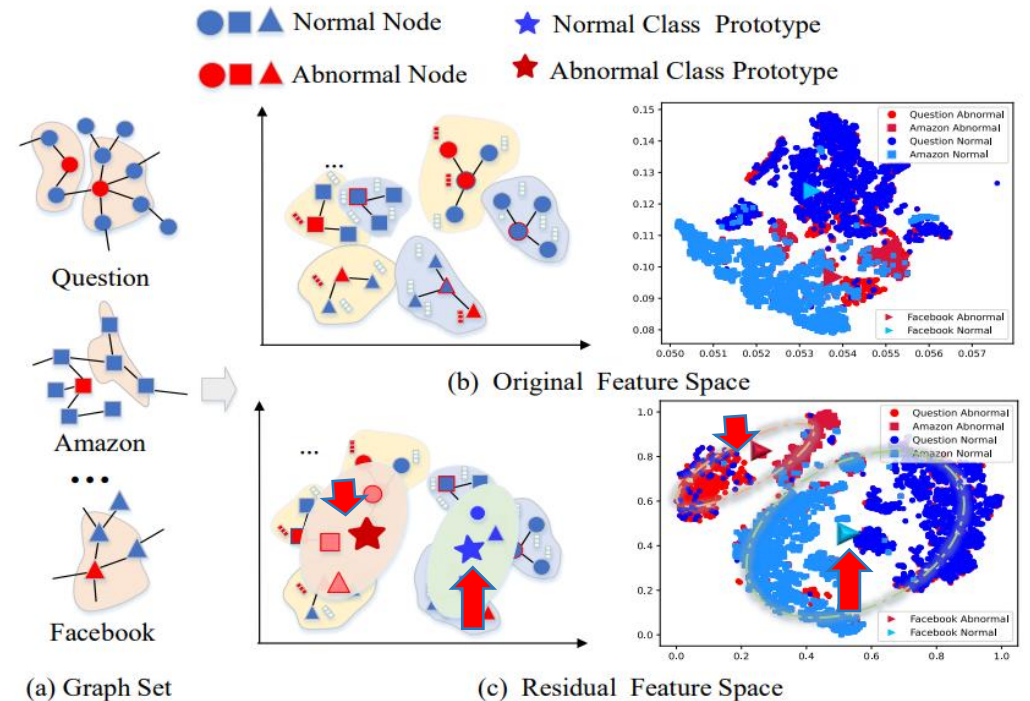 Normal Node
Normal Class Prototype
Abnormal Node
Abnormal Class Prototype
Question
Amazon
...
Facebook
(a) Graph Set
...
0.15
0.14
0.13
0.12
0.11
0.10
0.09
0.08
0.050 0.051 0.052 0.053 0.054 0.055 0.056 0.057
Question Abnormal
Amazon Abnormal
Question Normal
Amazon Normal
Facebook Abnormal
Facebook Normal
(b) Original Feature Space
...
1.0
0.8
0.6
0.4
0.2
0.0
0.0 0.2 0.4 0.6 0.8 1.0
Question Abnormal
Amazon Abnormal
Question Normal
Amazon Normal
Facebook Abnormal
Facebook Normal
(c) Residual Feature Space